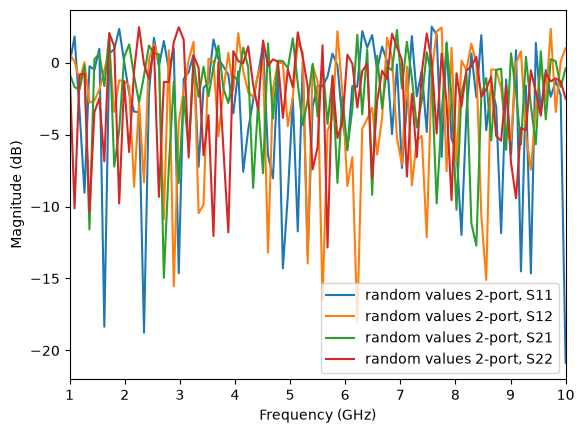 0
−5
−10
−15
−20
Magnitude (dB)
random values 2-port, S11
random values 2-port, S12
random values 2-port, S21
random values 2-port, S22
1 2 3 4 5 6 7 8 9 10
Frequency (GHz)